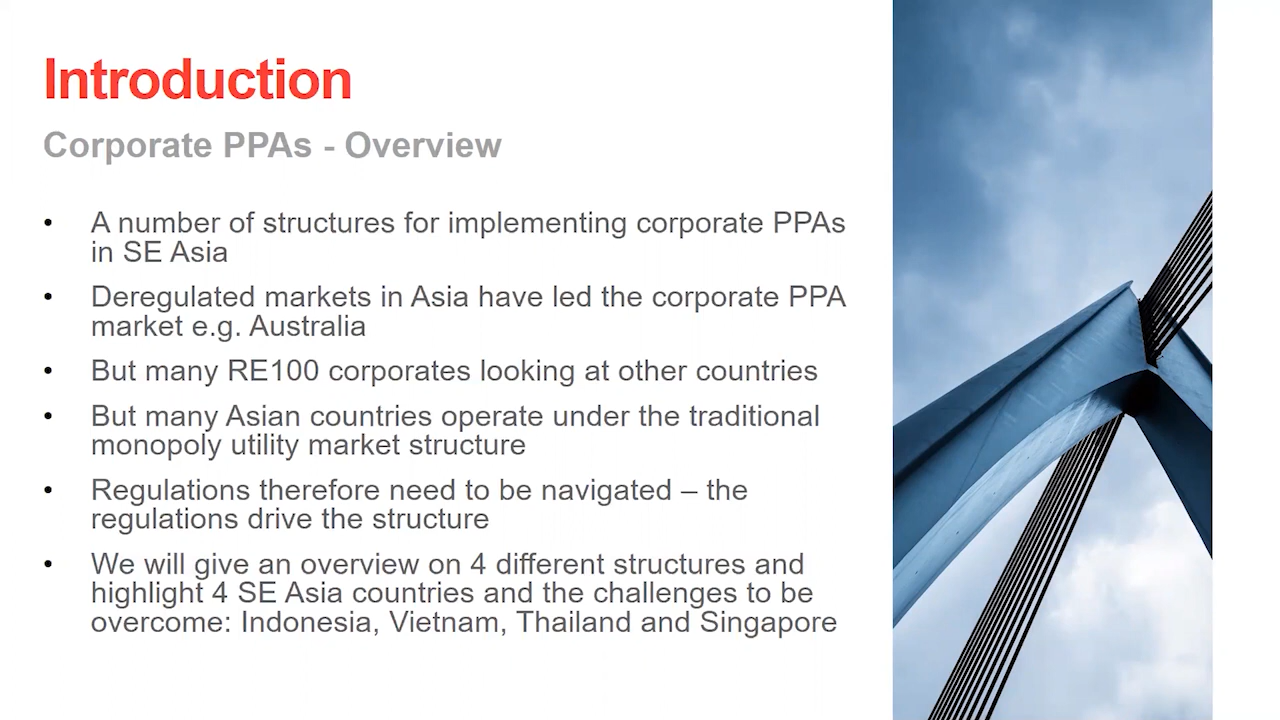 Introduction
Corporate PPAs - Overview
• A number of structures for implementing corporate PPAs
in SE Asia
• Deregulated markets in Asia have led the corporate PPA
market e.g. Australia
• But many RE100 corporates looking at other countries
• But many Asian countries operate under the traditional
monopoly utility market structure
• Regulations therefore need to be navigated – the
regulations drive the structure
• We will give an overview on 4 different structures and
highlight 4 SE Asia countries and the challenges to be
overcome: Indonesia, Vietnam, Thailand and Singapore